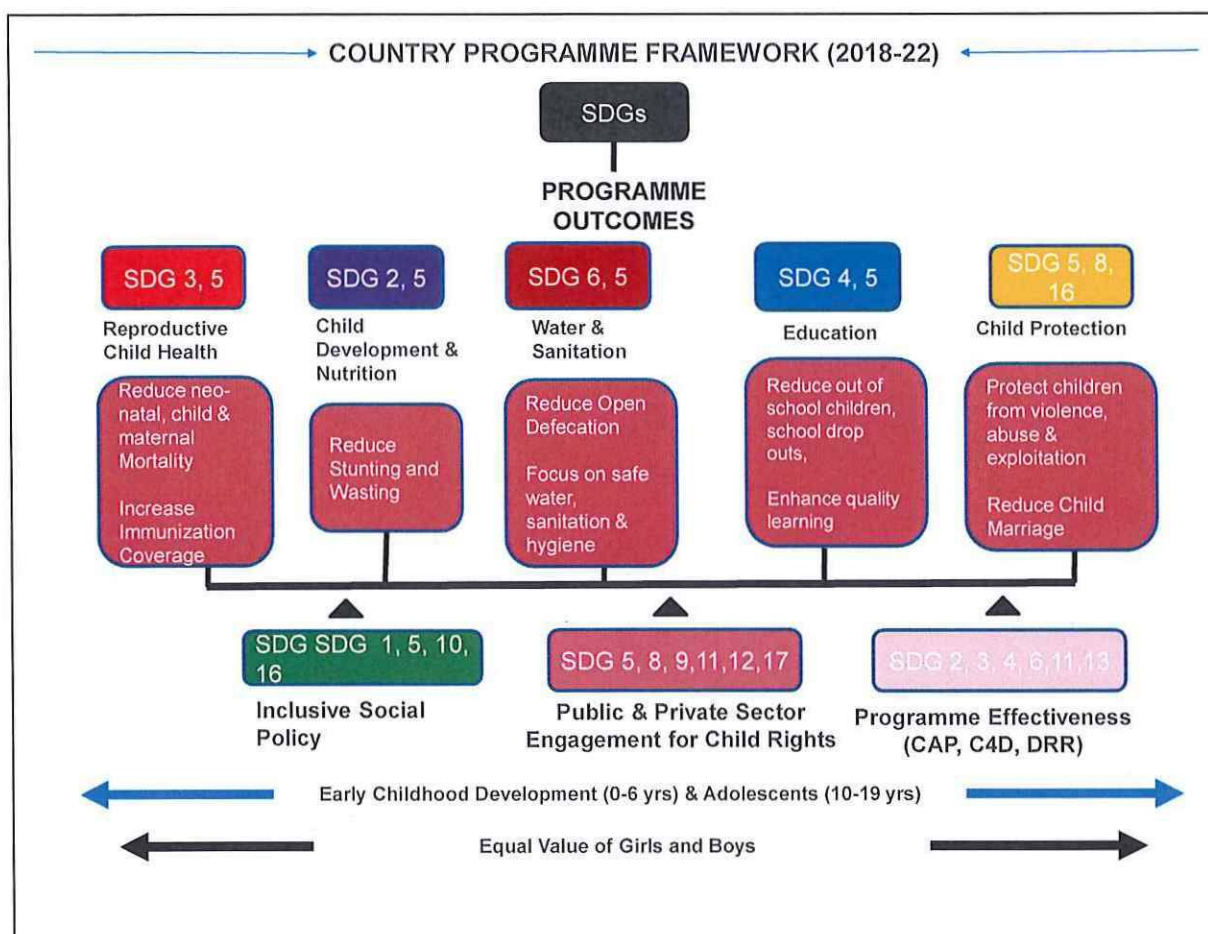 COUNTRY PROGRAMME FRAMEWORK (2018-22)
SDGs
PROGRAMME
OUTCOMES
SDG 3, 5
Reproductive
Child Health
Reduce neo-
natal, child &
maternal
Mortality
Increase
Immunization
Coverage
SDG 2, 5
Child
Development &
Nutrition
Reduce
Stunting and
Wasting
SDG 6, 5
Water &
Sanitation
Reduce Open
Defecation
Focus on safe
water,
sanitation &
hygiene
SDG 4, 5
Education
Reduce out of
school children,
school drop
outs,
Enhance quality
learning
SDG 5, 8,
16
Child Protection
Protect children
from violence,
abuse &
exploitation
Reduce Child
Marriage
SDG SDG 1, 5, 10,
16
Inclusive Social
Policy
SDG 5, 8, 9,11,12,17
Public & Private Sector
Engagement for Child Rights
SDG 2, 3, 4, 6,11,13
Programme Effectiveness
(CAP, C4D, DRR)
Early Childhood Development (0-6 yrs) & Adolescents (10-19 yrs)
Equal Value of Girls and Boys